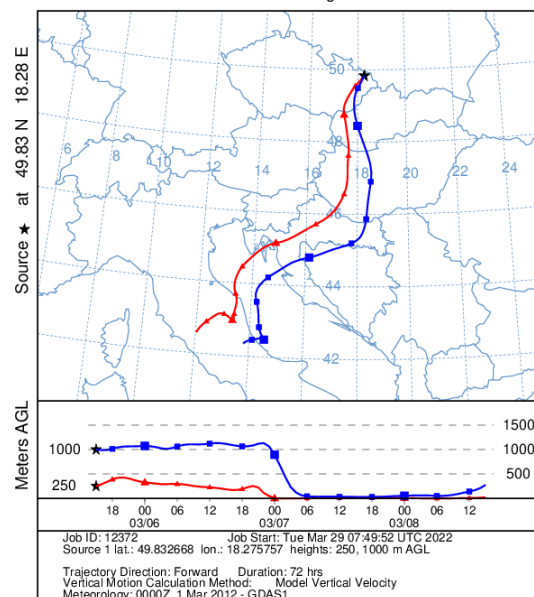 Source ★ at 49.83 N 18.28 E
50
48
46
44
42
6 8 10 12 14 16 18 20 22 24
Meters AGL
1500
1000 1000
500
250
18 00 06 12 18 00 06 12 18 00 06 12
03/06 03/07 03/08
Job ID: 12372 Job Start: Tue Mar 29 07:49:52 UTC 2022
Source 1 lat.: 49.832668 lon.: 18.275757 heights: 250, 1000 m AGL
Trajectory Direction: Forward Duration: 72 hrs
Vertical Motion Calculation Method: Model Vertical Velocity
Meteorology: 0000Z 1 Mar 2012 - GDAS1